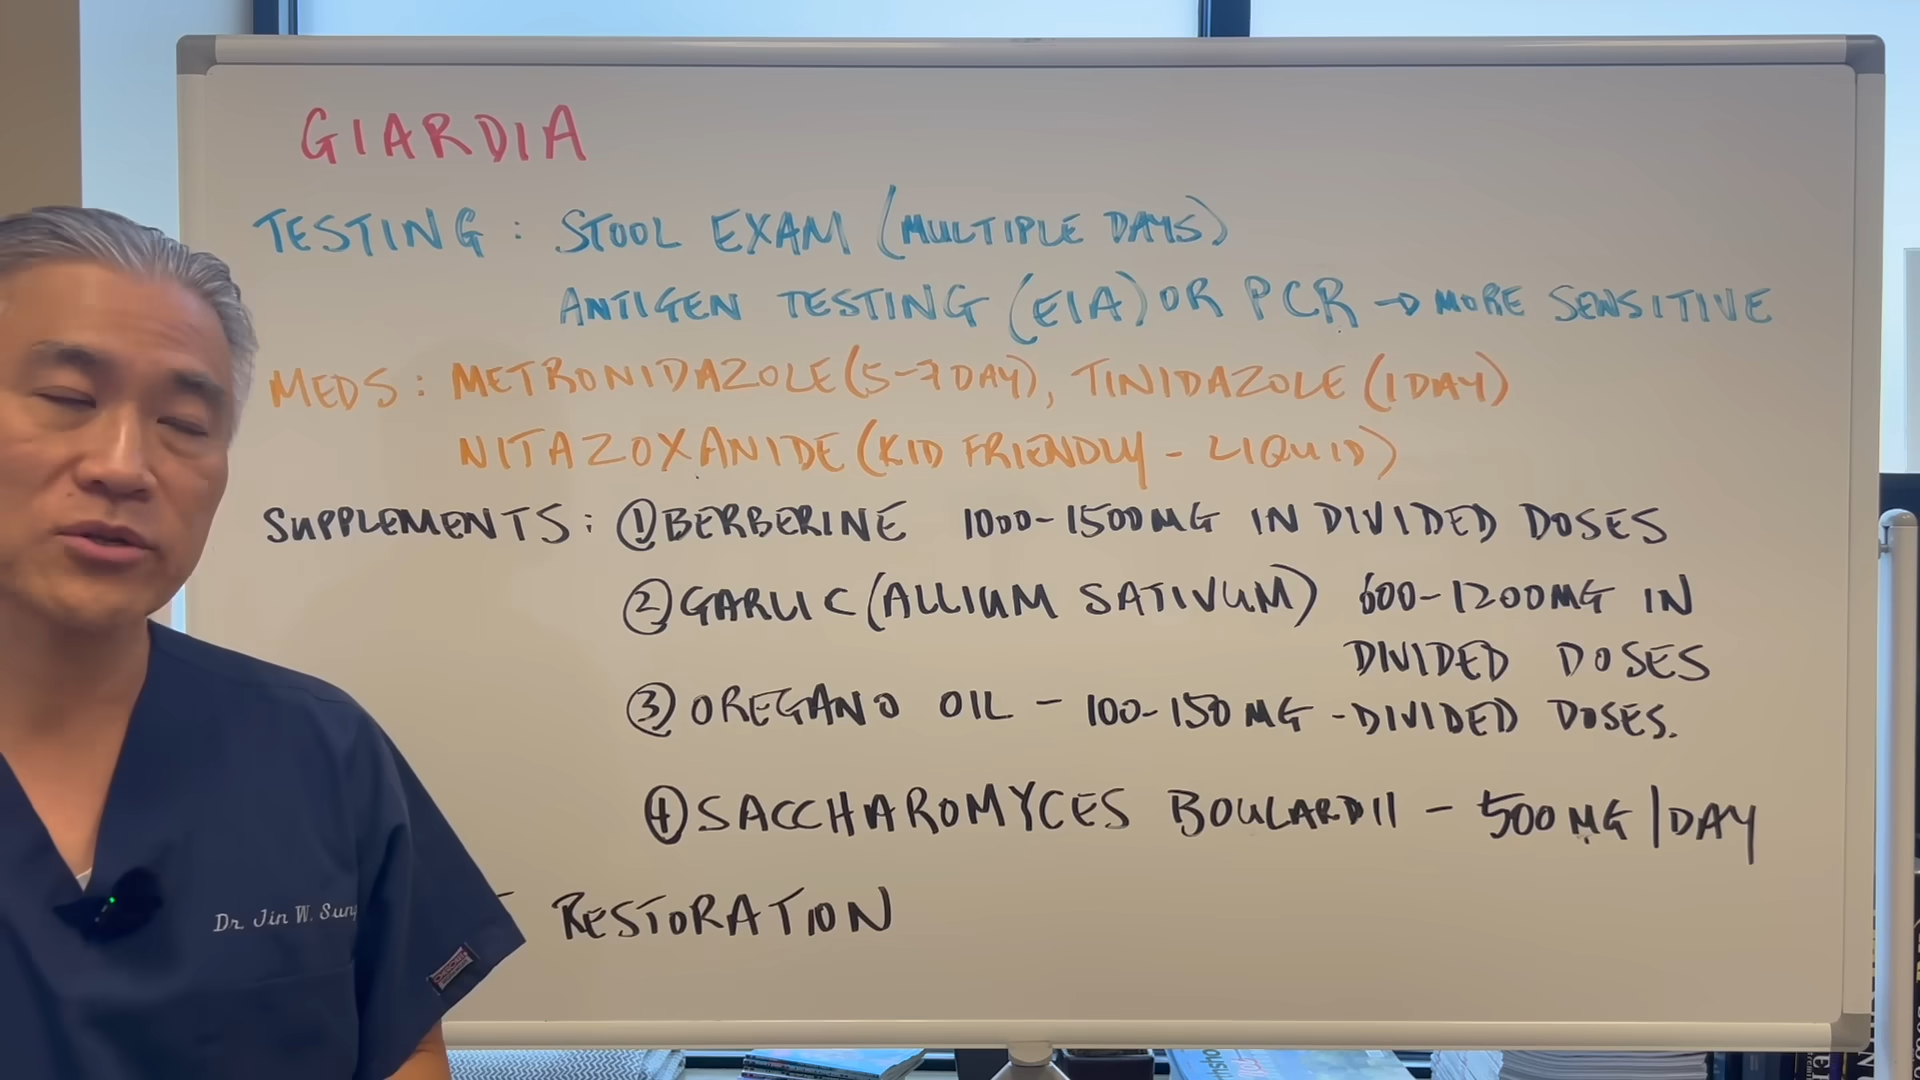 GIARDIA
TESTING: STOOL EXAM (MULTIPLE DAYS)
ANTIGEN TESTING (EIA) OR PCR → MORE SENSITIVE
MEDS: METRONIDAZOLE (5-7 DAY), TINIDAZOLE (1 DAY)
NITAZOXANIDE (KID FRIENDLY - LIQUID)
SUPPLEMENTS: ① BERBERINE 1000-1500MG IN DIVIDED DOSES
② GARLIC (ALLIUM SATIVUM) 600-1200MG IN
DIVIDED DOSES
③ OREGANO OIL - 100-150 MG - DIVIDED DOSES.
④ SACCHAROMYCES BOULARDII - 500 MG/DAY
RESTORATION
Dr. Jin W. Sung